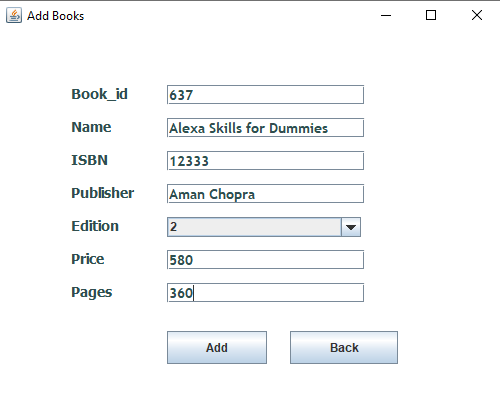 Add Books
Book_id 637
Name Alexa Skills for Dummies
ISBN 12333
Publisher Aman Chopra
Edition 2
Price 580
Pages 360
Add Back